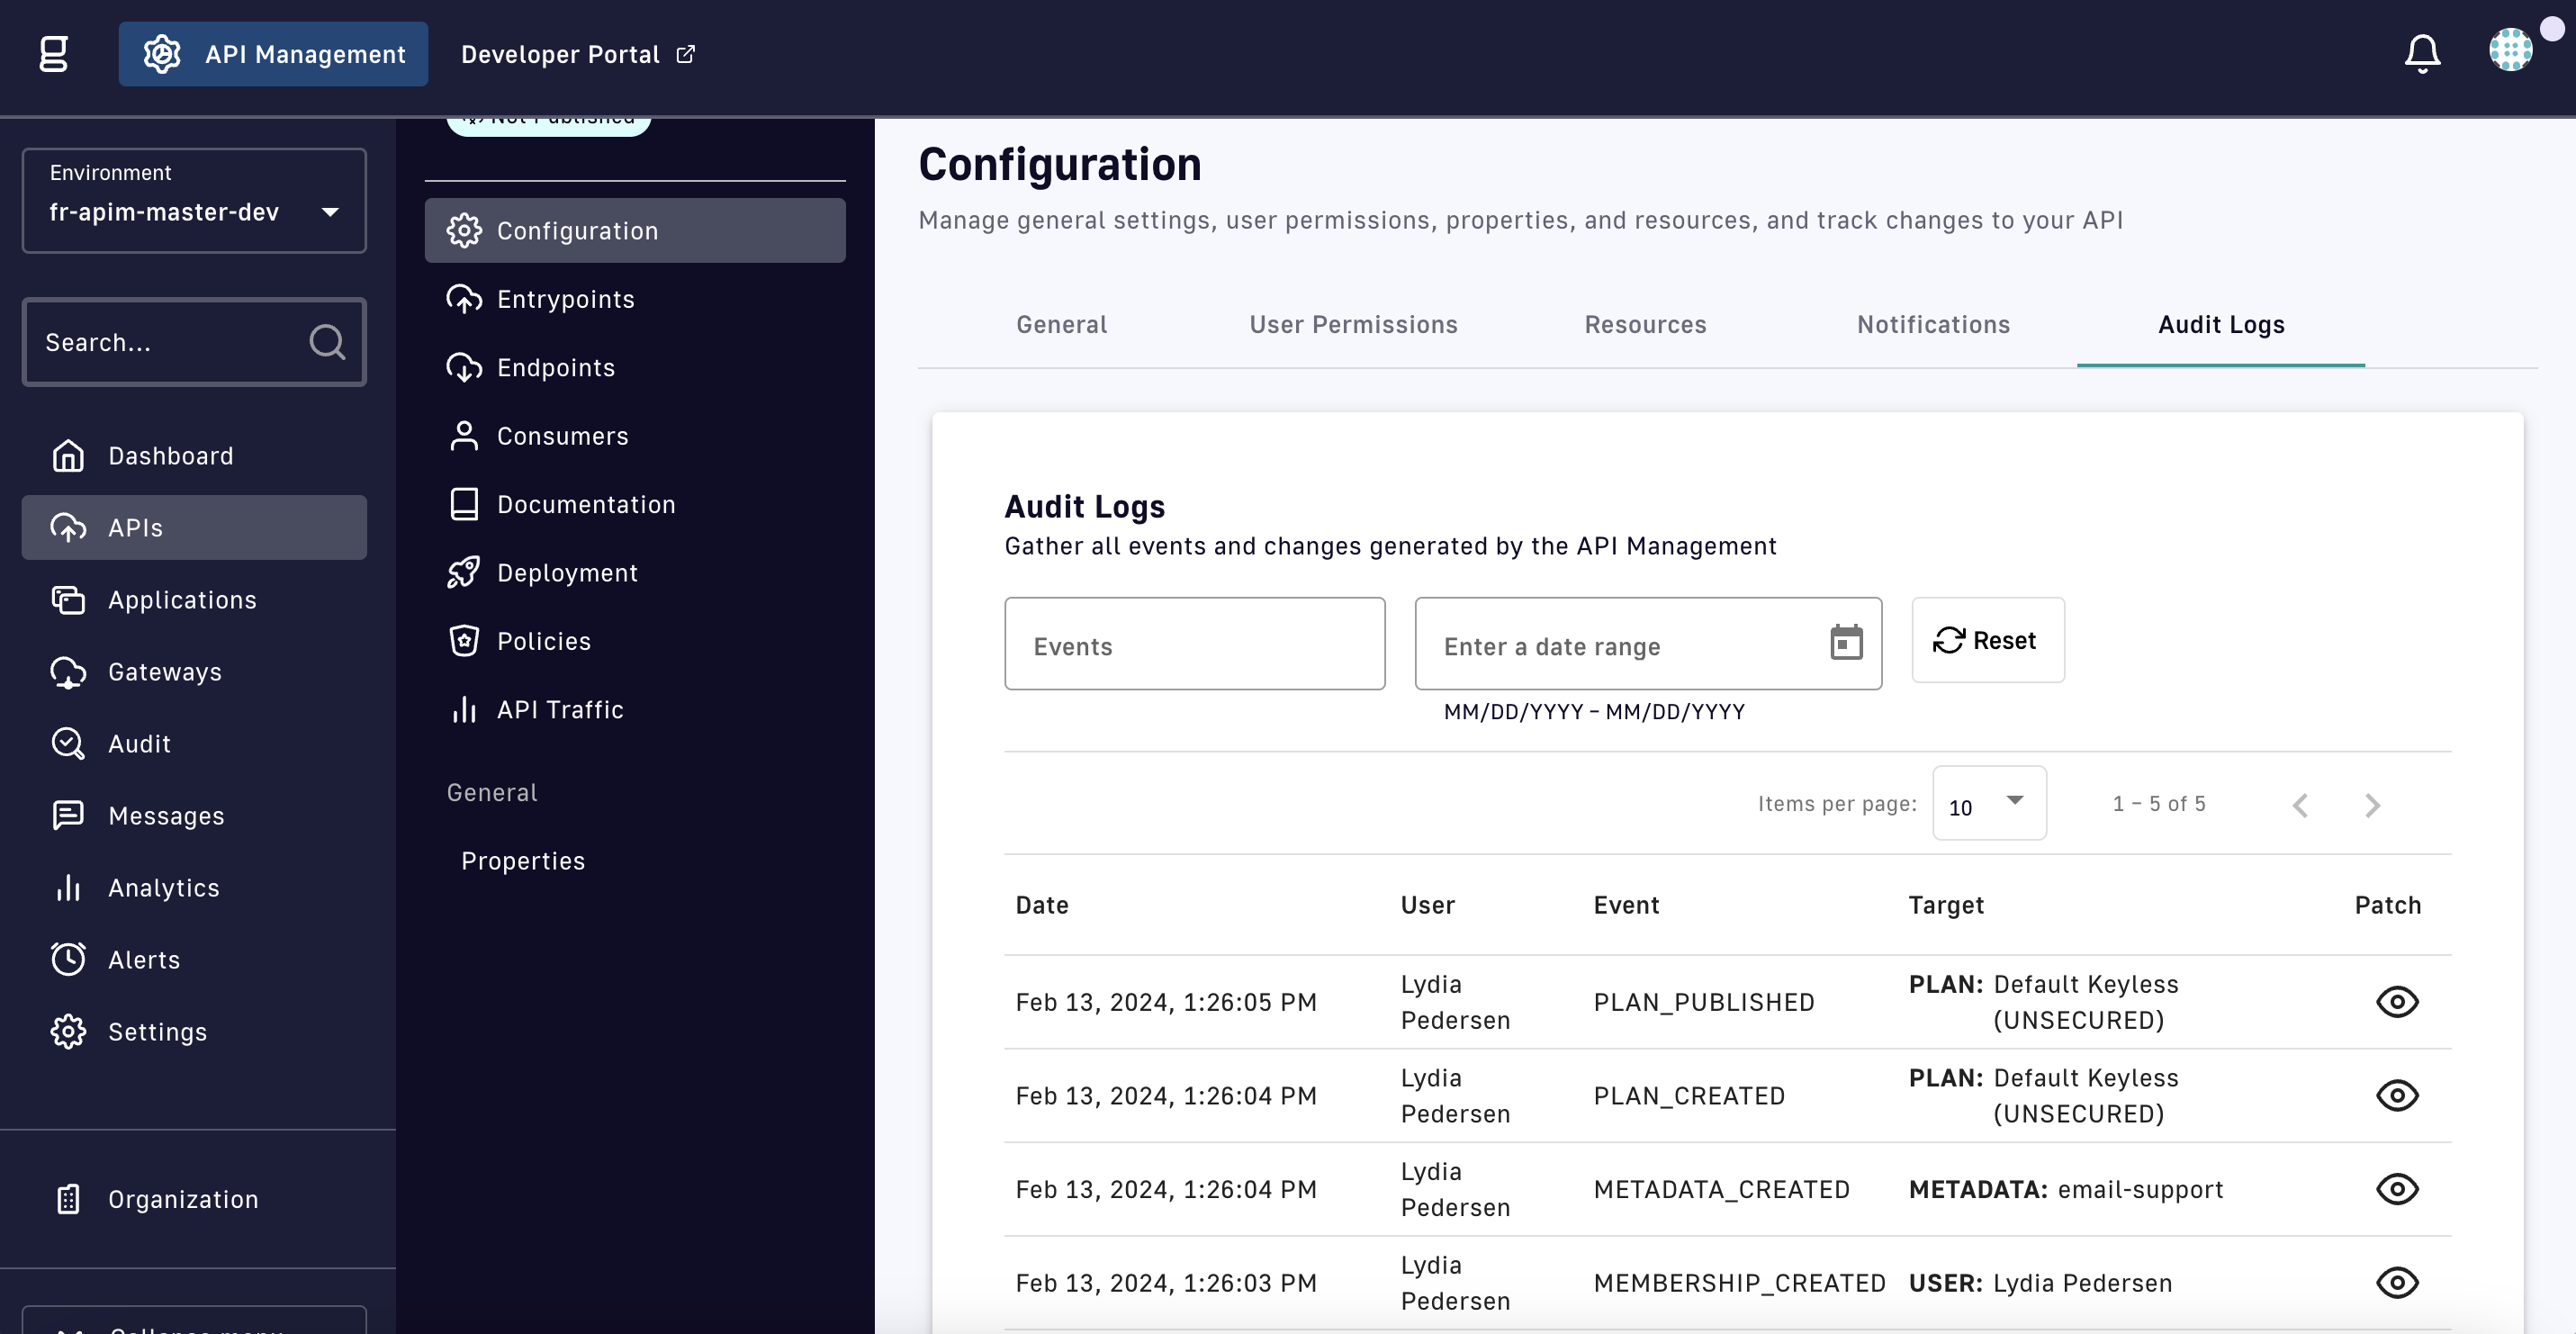 g
API Management
Developer Portal
Environment
fr-apim-master-dev
Search...
Dashboard
APIs
Applications
Gateways
Audit
Messages
Analytics
Alerts
Settings
Organization
Collapse menu
Not Published
Configuration
Entrypoints
Endpoints
Consumers
Documentation
Deployment
Policies
API Traffic
General
Properties
Configuration
Manage general settings, user permissions, properties, and resources, and track changes to your API
General User Permissions Resources Notifications Audit Logs
Audit Logs
Gather all events and changes generated by the API Management
Events
Enter a date range
Reset
MM/DD/YYYY – MM/DD/YYYY
Items per page: 10 1 – 5 of 5
Date User Event Target Patch
Feb 13, 2024, 1:26:05 PM Lydia Pedersen PLAN_PUBLISHED PLAN: Default Keyless (UNSECURED)
Feb 13, 2024, 1:26:04 PM Lydia Pedersen PLAN_CREATED PLAN: Default Keyless (UNSECURED)
Feb 13, 2024, 1:26:04 PM Lydia Pedersen METADATA_CREATED METADATA: email-support
Feb 13, 2024, 1:26:03 PM Lydia Pedersen MEMBERSHIP_CREATED USER: Lydia Pedersen